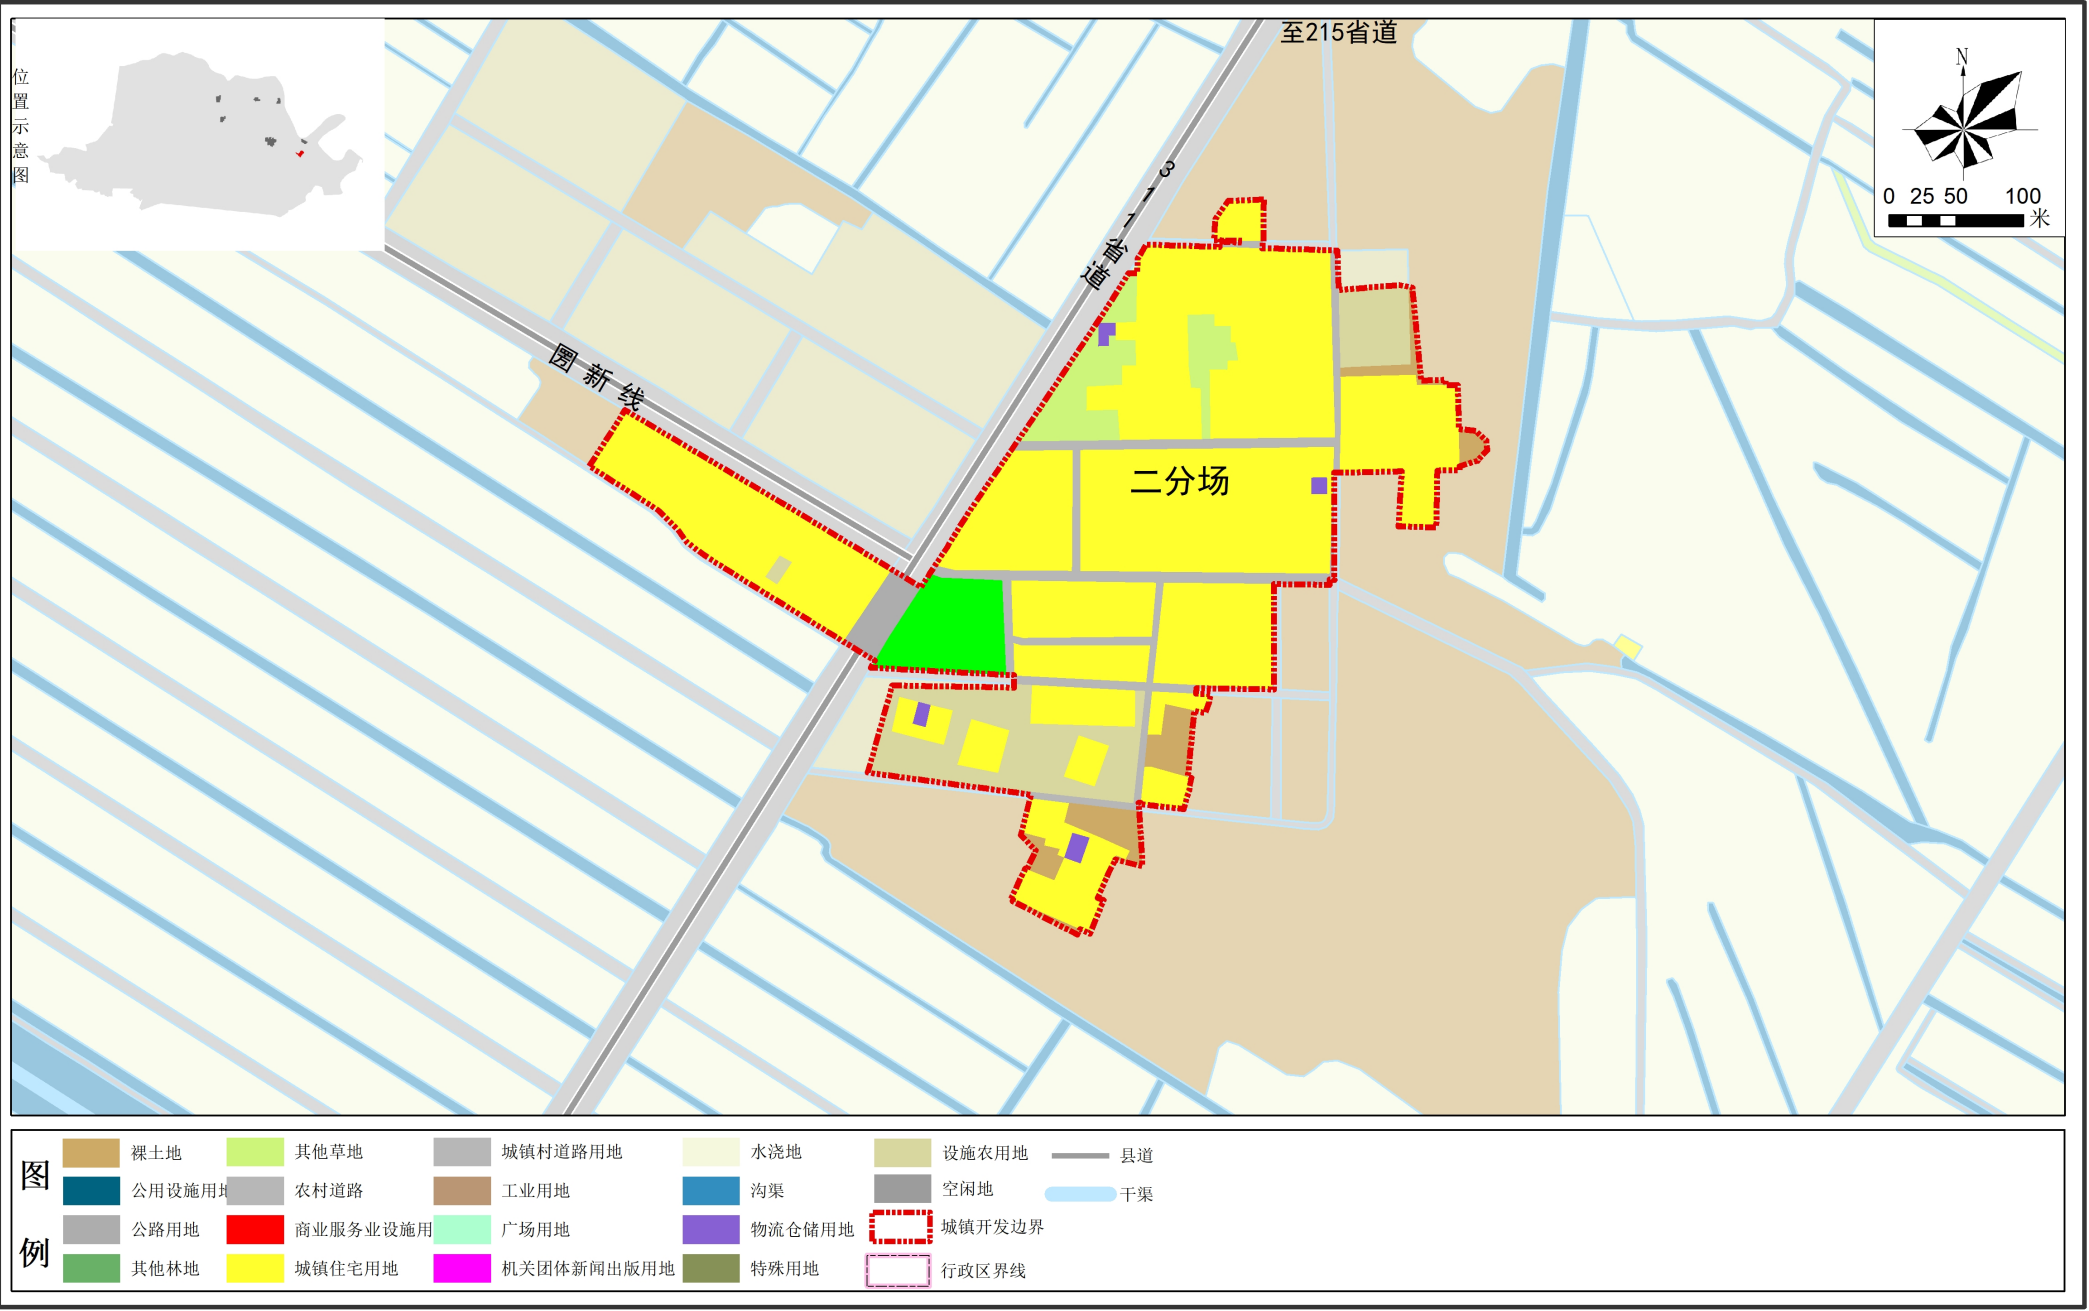 至215省道
位置示意图
N
0 25 50 100
米
311省道
圐新线
二分场
图例
裸土地
其他草地
城镇村道路用地
水浇地
设施农用地
县道
公用设施用地
农村道路
工业用地
沟渠
空闲地
干渠
公路用地
商业服务业设施用
广场用地
物流仓储用地
城镇开发边界
其他林地
城镇住宅用地
机关团体新闻出版用地
特殊用地
行政区界线